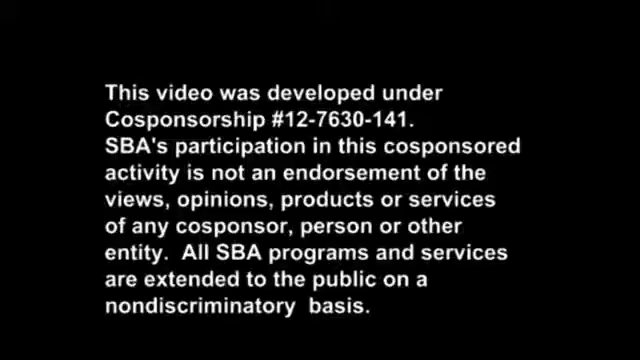 This video was developed under
Cosponsorship #12-7630-141.
SBA's participation in this cosponsored
activity is not an endorsement of the
views, opinions, products or services
of any cosponsor, person or other
entity.  All SBA programs and services
are extended to the public on a
nondiscriminatory  basis.